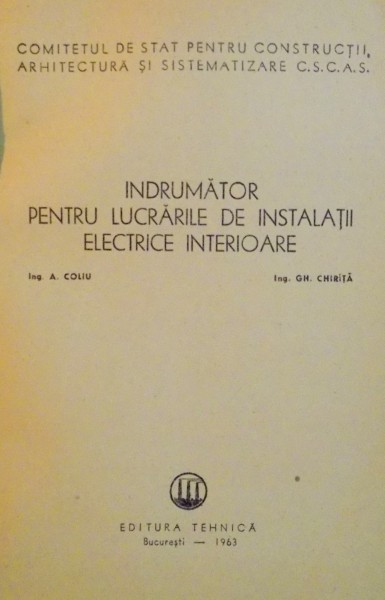 COMITETUL DE STAT PENTRU CONSTRUCȚII,
ARHITECTURĂ ȘI SISTEMATIZARE C.S.C.A.S.
INDRUMĂTOR
PENTRU LUCRĂRILE DE INSTALAȚII
ELECTRICE INTERIOARE
Ing. A. COLIU Ing. GH. CHIRIȚĂ
EDITURA TEHNICĂ
București — 1963